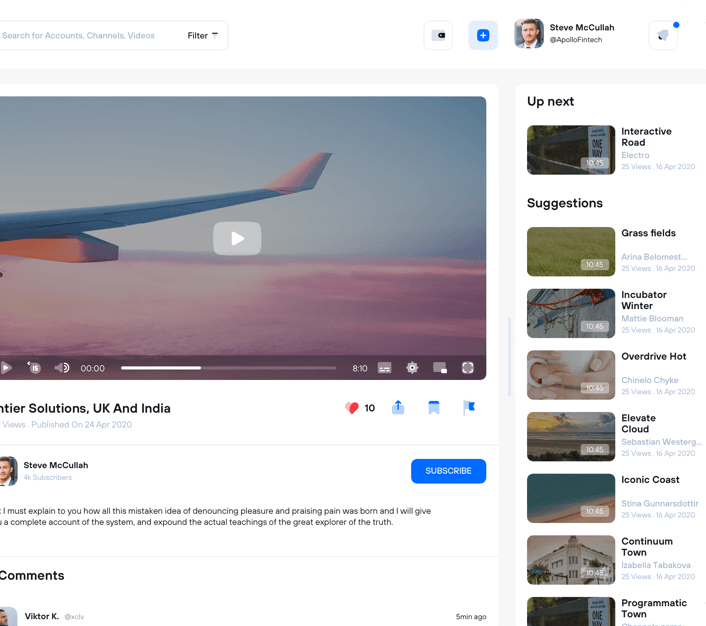 Search for Accounts, Channels, Videos
Filter
Steve McCullah
@ApolloFintech
Up next
ONE
WAY
10:45
Interactive
Road
Electro
25 Views . 16 Apr 2020
Suggestions
10:45
Grass fields
Arina Belomest...
25 Views . 16 Apr 2020
10:45
Incubator
Winter
Mattie Blooman
25 Views . 16 Apr 2020
10:45
Overdrive Hot
Chinelo Chyke
25 Views . 16 Apr 2020
10:45
Elevate
Cloud
Sebastian Westerg...
25 Views . 16 Apr 2020
10:45
Iconic Coast
Stina Gunnarsdottir
25 Views . 16 Apr 2020
10:45
Continuum
Town
Izabella Tabakova
25 Views . 16 Apr 2020
ONE
Programmatic
Town
15
00:00
8:10
ntier Solutions, UK And India
10
Views . Published On 24 Apr 2020
Steve McCullah
4k Subscribers
SUBSCRIBE
I must explain to you how all this mistaken idea of denouncing pleasure and praising pain was born and I will give
u a complete account of the system, and expound the actual teachings of the great explorer of the truth.
Comments
Viktor K.
@xclv
5min ago